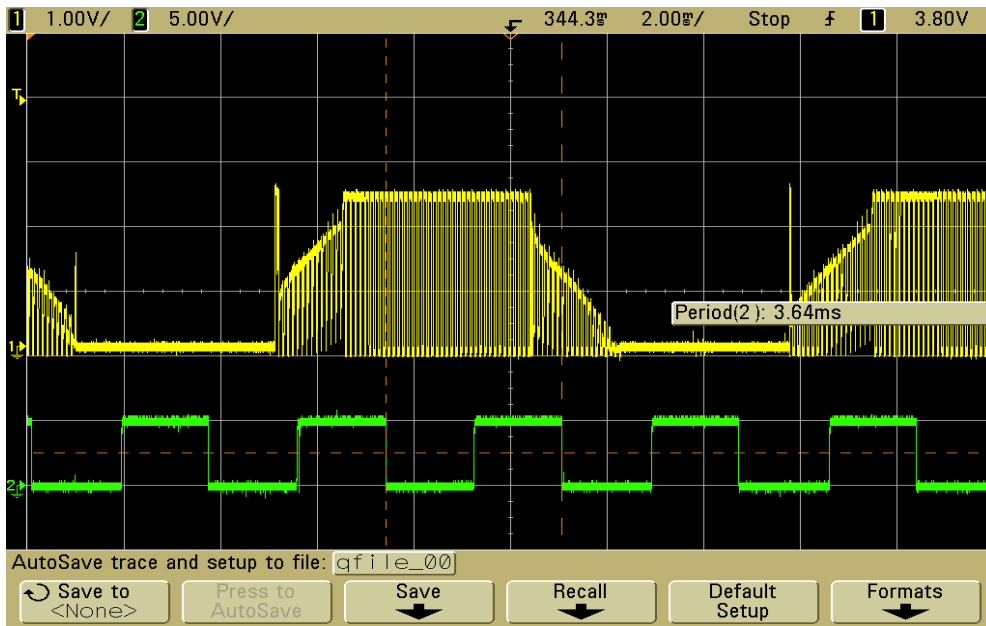 1 1.00V/ 2 5.00V/ 344.3ms 2.00ms/ Stop 1 3.80V
T
1
Period(2): 3.64ms
2
AutoSave trace and setup to file: qfile_00
Save to Press to Save Recall Default Formats
<None> AutoSave Setup